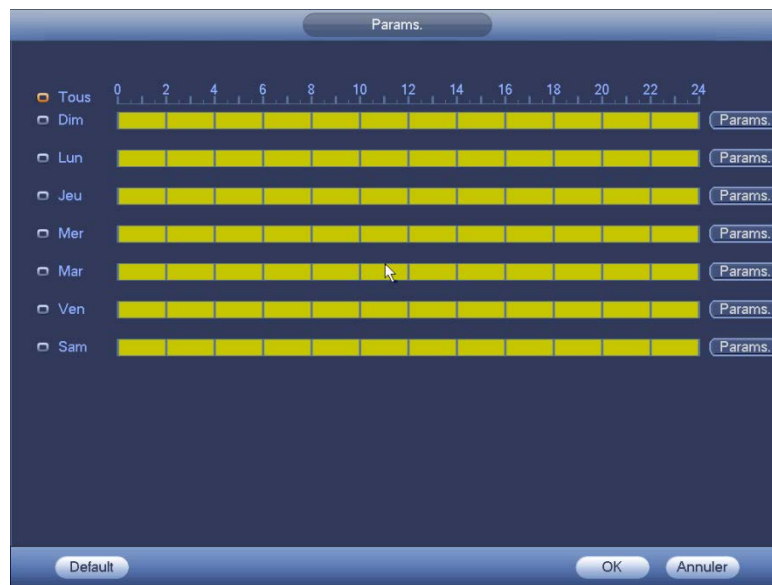 Params.
Tous 0 2 4 6 8 10 12 14 16 18 20 22 24
Dim Params.
Lun Params.
Jeu Params.
Mer Params.
Mar Params.
Ven Params.
Sam Params.
Default OK Annuler